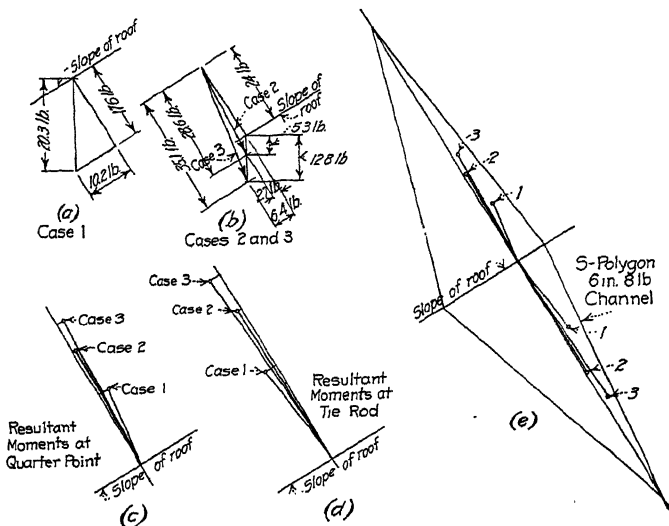 Slope of roof
20.3 lb.
17.6 lb.
10.2 lb.
(a)
Case 1
24 lb.
Case 2
Slope of
roof
5.3 lb.
12.8 lb.
28.6 lb.
Case 3
2.7 lb.
6.4 lb.
(b)
Cases 2 and 3
3
2
1
Slope of roof
S-Polygon
6 in. 8 lb
Channel
1
2
3
(e)
Case 3
Case 2
Case 1
Resultant
Moments at
Quarter Point
Slope of roof
(c)
Case 3
Case 2
Case 1
Resultant
Moments at
Tie Rod
Slope of roof
(d)